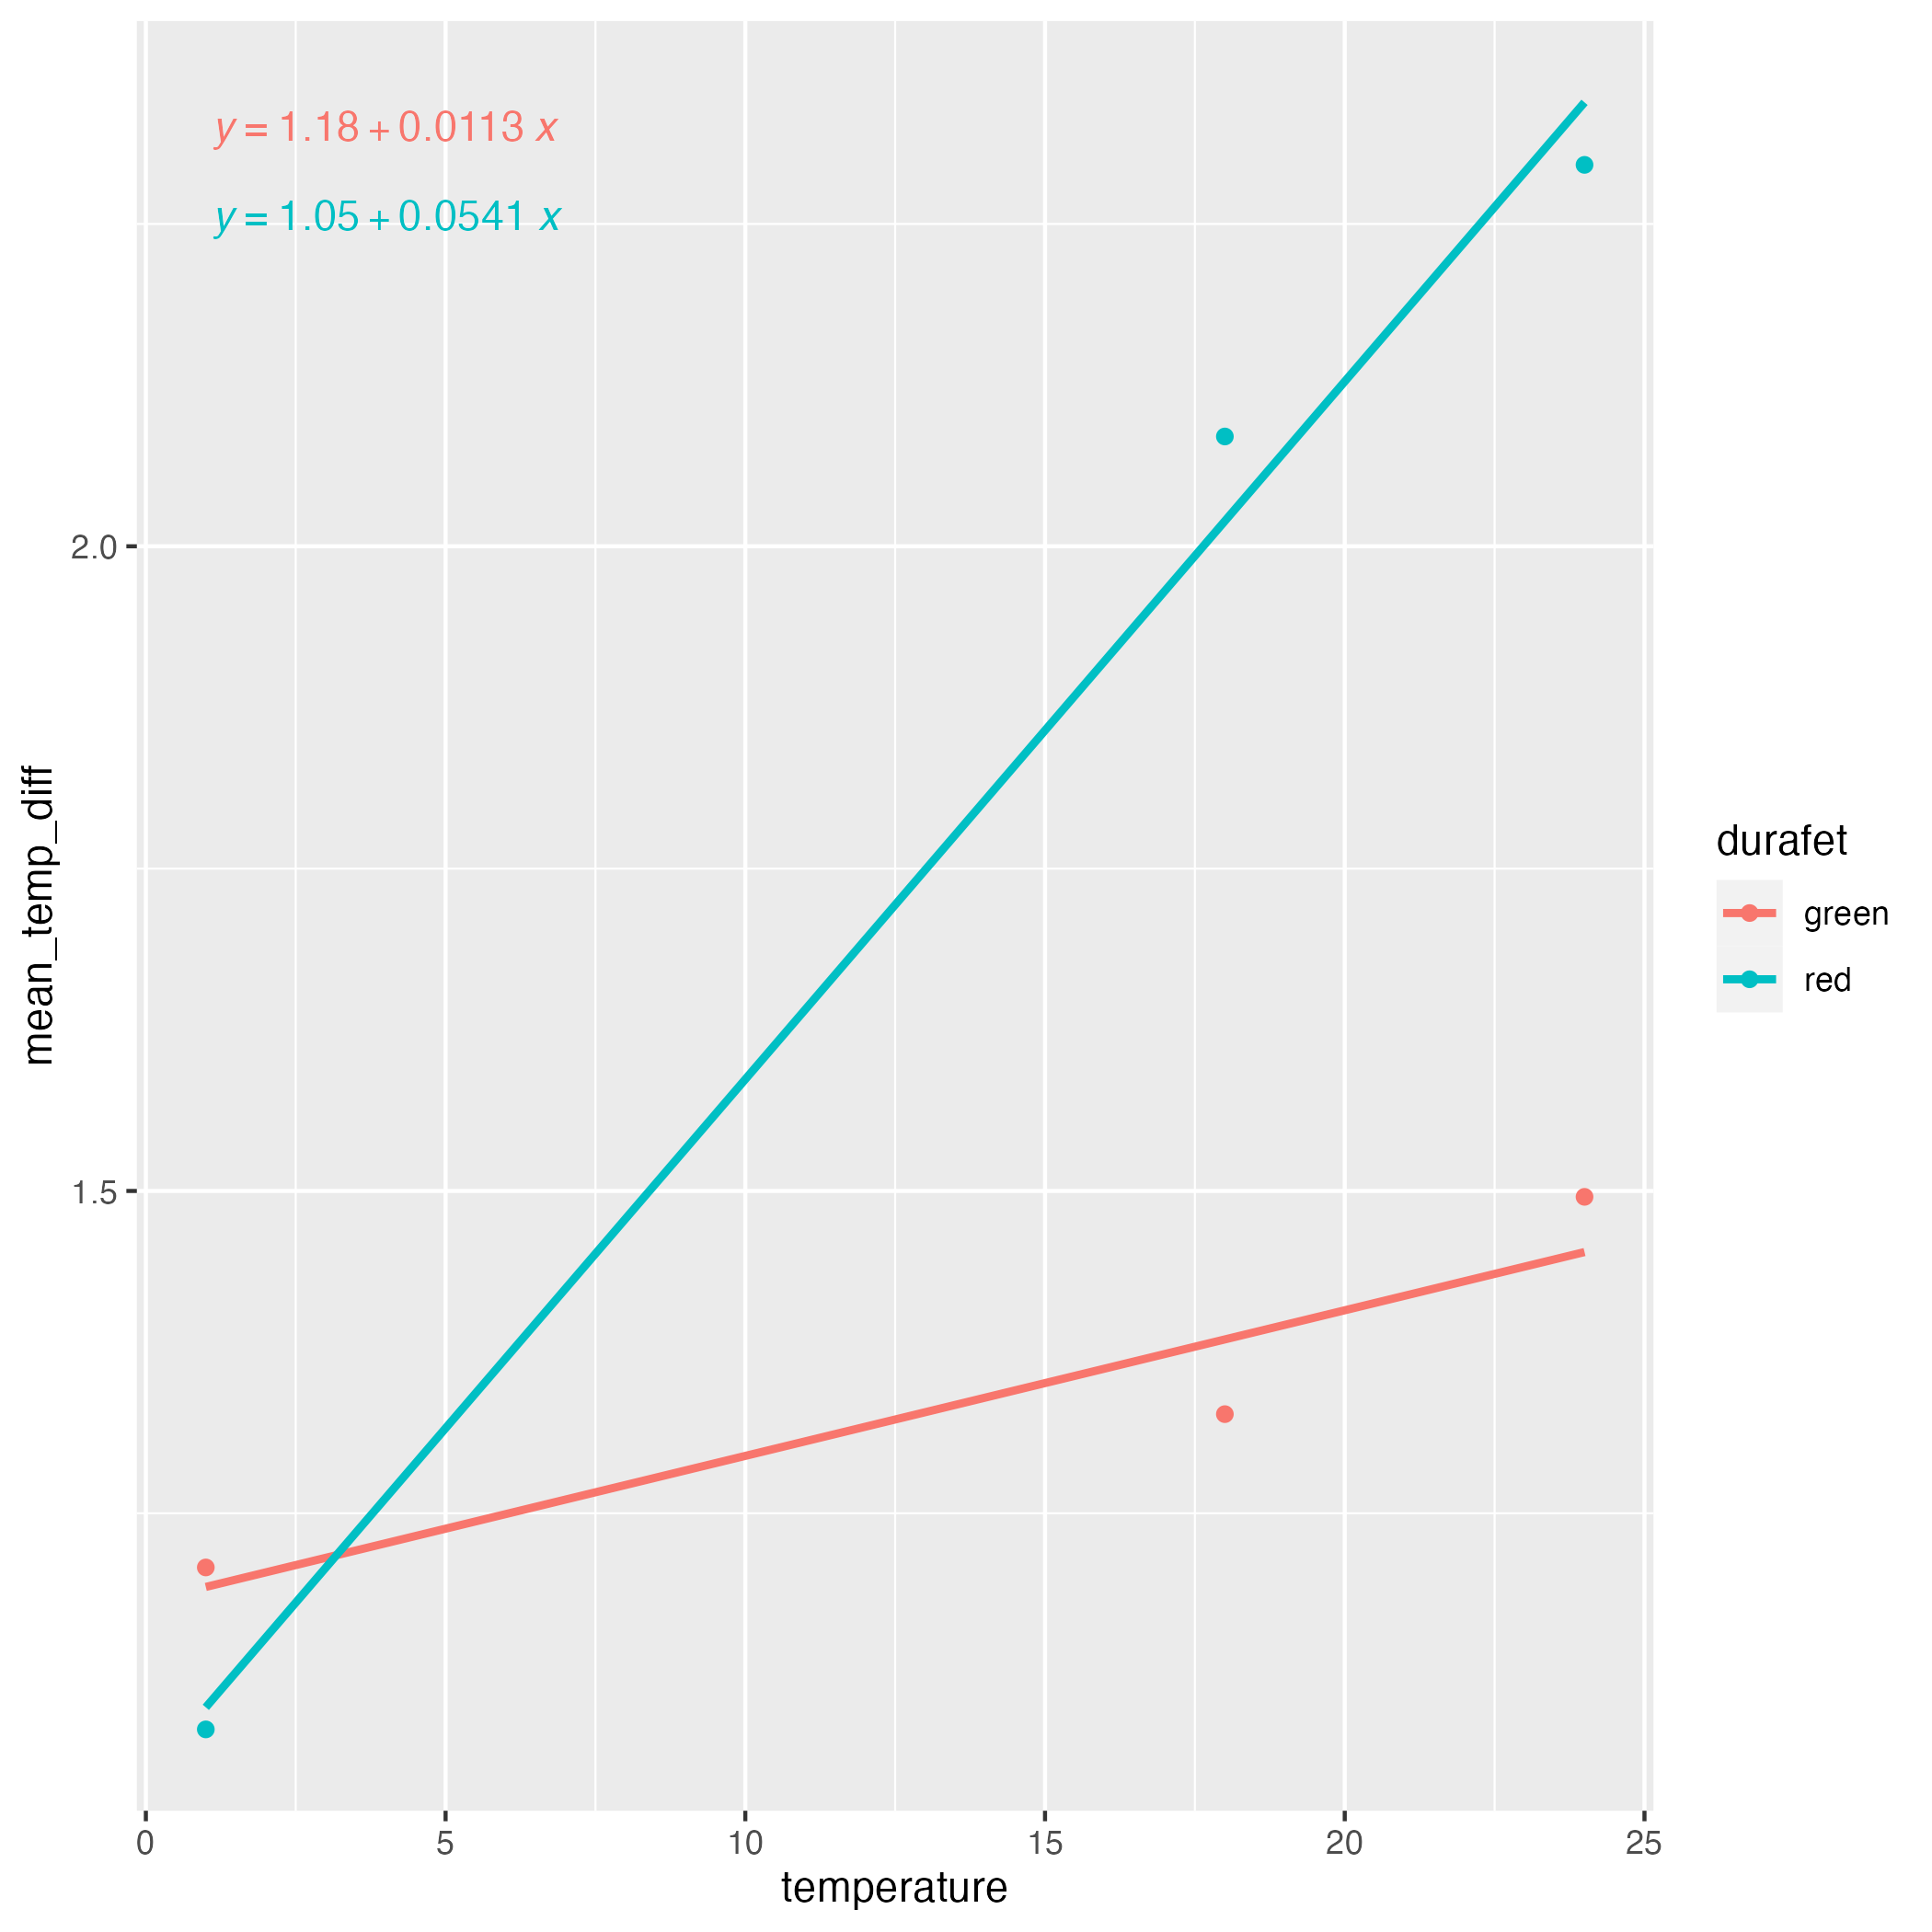 y = 1.18 + 0.0113 x
y = 1.05 + 0.0541 x
2.0
1.5
mean_temp_diff
0 5 10 15 20 25
temperature
durafet
green
red